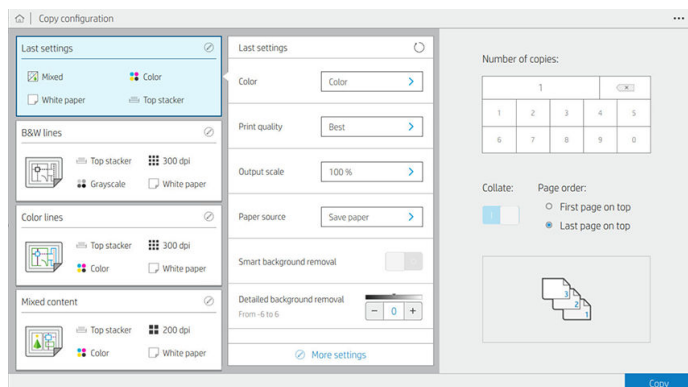 Copy configuration
Last settings
Mixed
Color
White paper
Top stacker
B&W lines
Top stacker
300 dpi
Grayscale
White paper
Color lines
Top stacker
300 dpi
Color
White paper
Mixed content
Top stacker
200 dpi
Color
White paper
Last settings
Color
Color
Print quality
Best
Output scale
100 %
Paper source
Save paper
Smart background removal
Detailed background removal
From -6 to 6
− 0 +
More settings
Number of copies:
1
1 2 3 4 5
6 7 8 9 0
Collate:
Page order:
First page on top
Last page on top
3
2
1
Copy